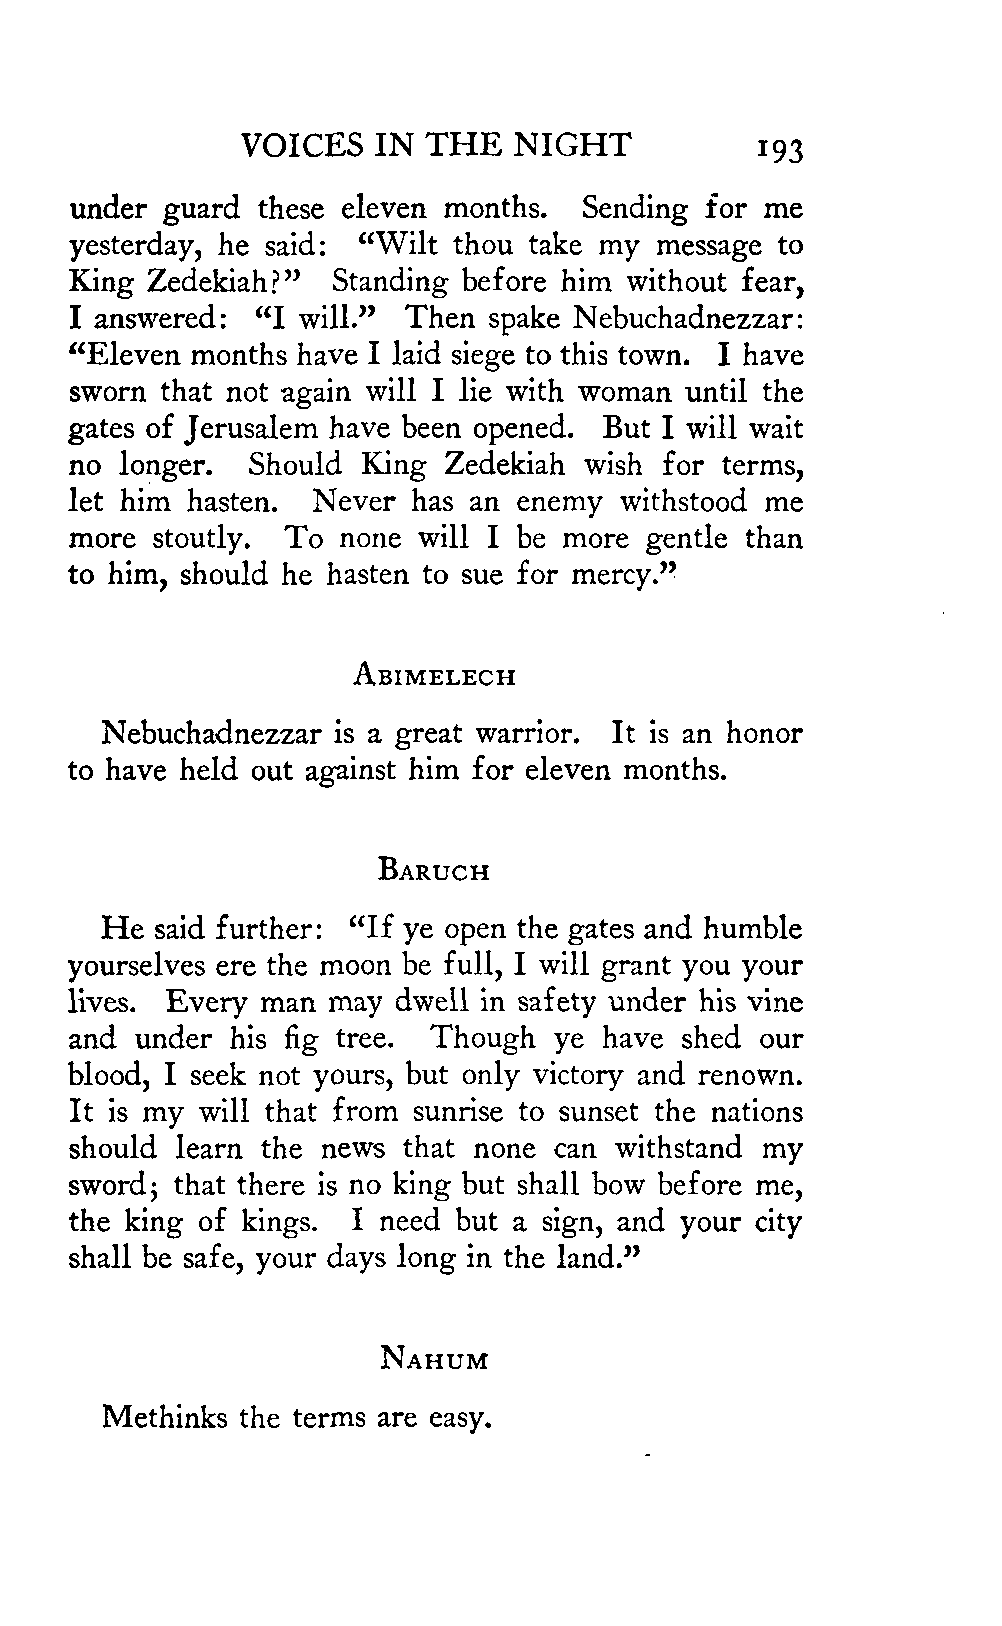 VOICES IN THE NIGHT 193
under guard these eleven months. Sending for me
yesterday, he said: “Wilt thou take my message to
King Zedekiah?” Standing before him without fear,
I answered: “I will.” Then spake Nebuchadnezzar:
“Eleven months have I laid siege to this town. I have
sworn that not again will I lie with woman until the
gates of Jerusalem have been opened. But I will wait
no longer. Should King Zedekiah wish for terms,
let him hasten. Never has an enemy withstood me
more stoutly. To none will I be more gentle than
to him, should he hasten to sue for mercy.”
ABIMELECH
Nebuchadnezzar is a great warrior. It is an honor
to have held out against him for eleven months.
BARUCH
He said further: “If ye open the gates and humble
yourselves ere the moon be full, I will grant you your
lives. Every man may dwell in safety under his vine
and under his fig tree. Though ye have shed our
blood, I seek not yours, but only victory and renown.
It is my will that from sunrise to sunset the nations
should learn the news that none can withstand my
sword; that there is no king but shall bow before me,
the king of kings. I need but a sign, and your city
shall be safe, your days long in the land.”
NAHUM
Methinks the terms are easy.